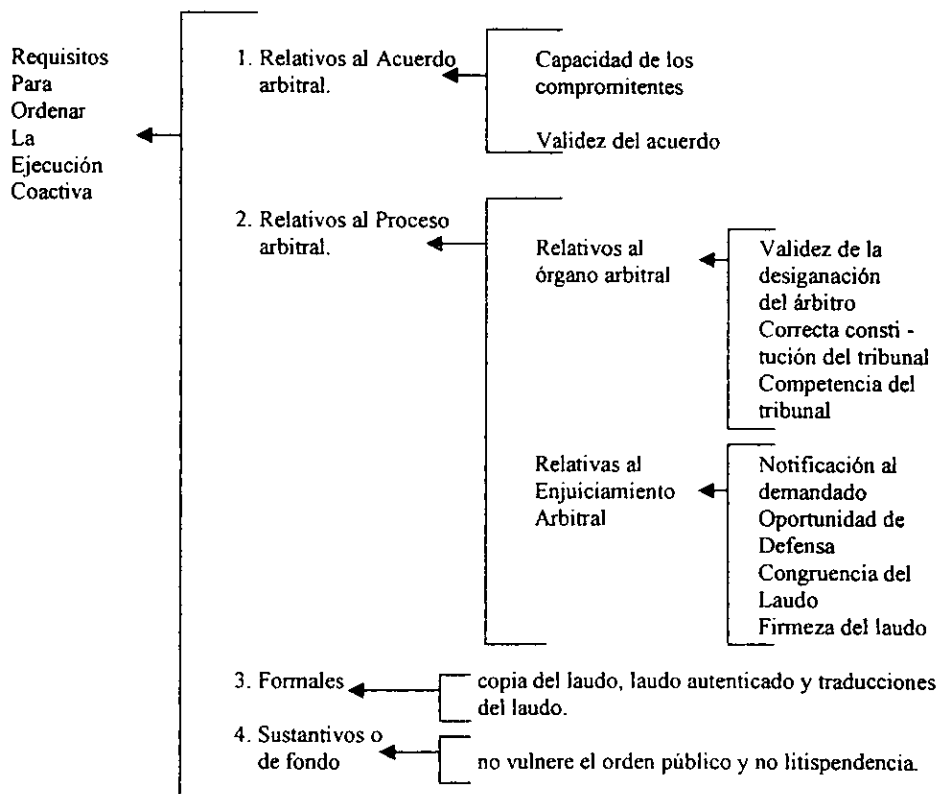 Requisitos
Para
Ordenar
La
Ejecución
Coactiva
1. Relativos al Acuerdo
arbitral.
Capacidad de los
compromitentes
Validez del acuerdo
2. Relativos al Proceso
arbitral.
Relativos al
órgano arbitral
Validez de la
desiganación
del árbitro
Correcta consti -
tución del tribunal
Competencia del
tribunal
Relativas al
Enjuiciamiento
Arbitral
Notificación al
demandado
Oportunidad de
Defensa
Congruencia del
Laudo
Firmeza del laudo
3. Formales
copia del laudo, laudo autenticado y traducciones
del laudo.
4. Sustantivos o
de fondo
no vulnere el orden público y no litispendencia.